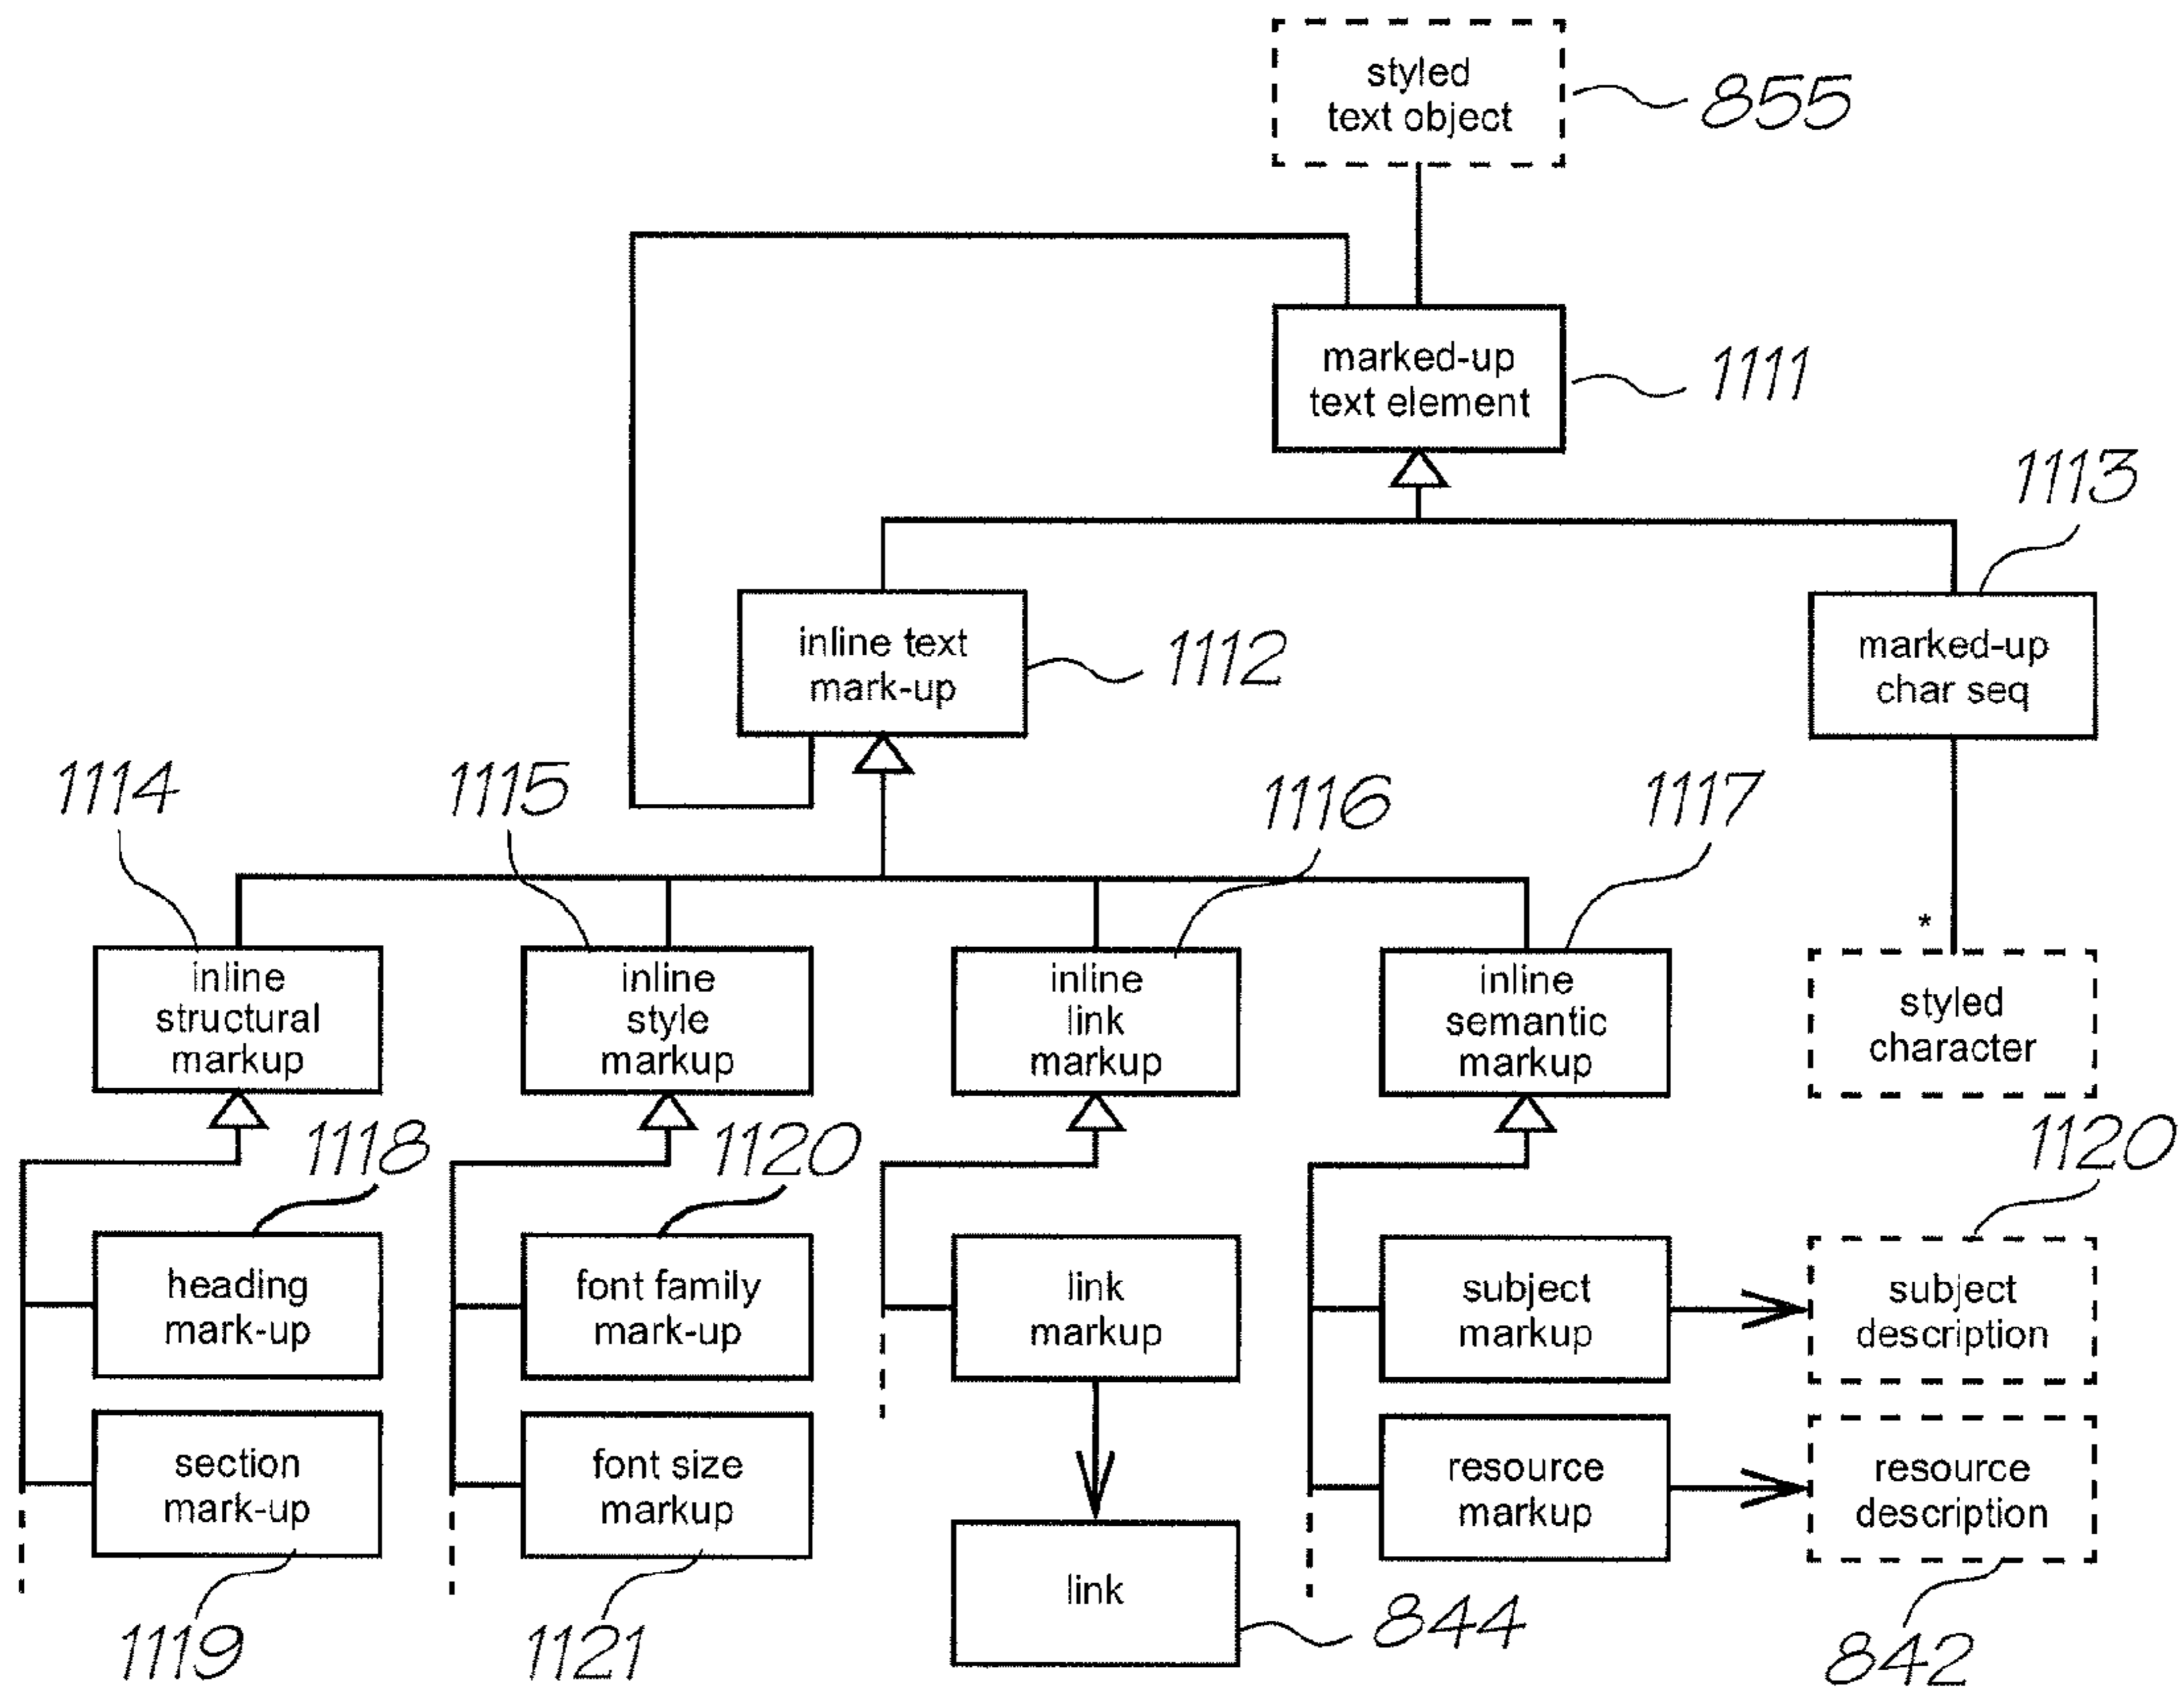 styled
text object
855
marked-up
text element
1111
1113
inline text
mark-up
1112
marked-up
char seq
1114
1115
1116
1117
*
inline
structural
markup
inline
style
markup
inline
link
markup
inline
semantic
markup
styled
character
1118
1120
1120
heading
mark-up
font family
mark-up
link
markup
subject
markup
subject
description
section
mark-up
font size
markup
resource
markup
resource
description
link
1119
1121
844
842